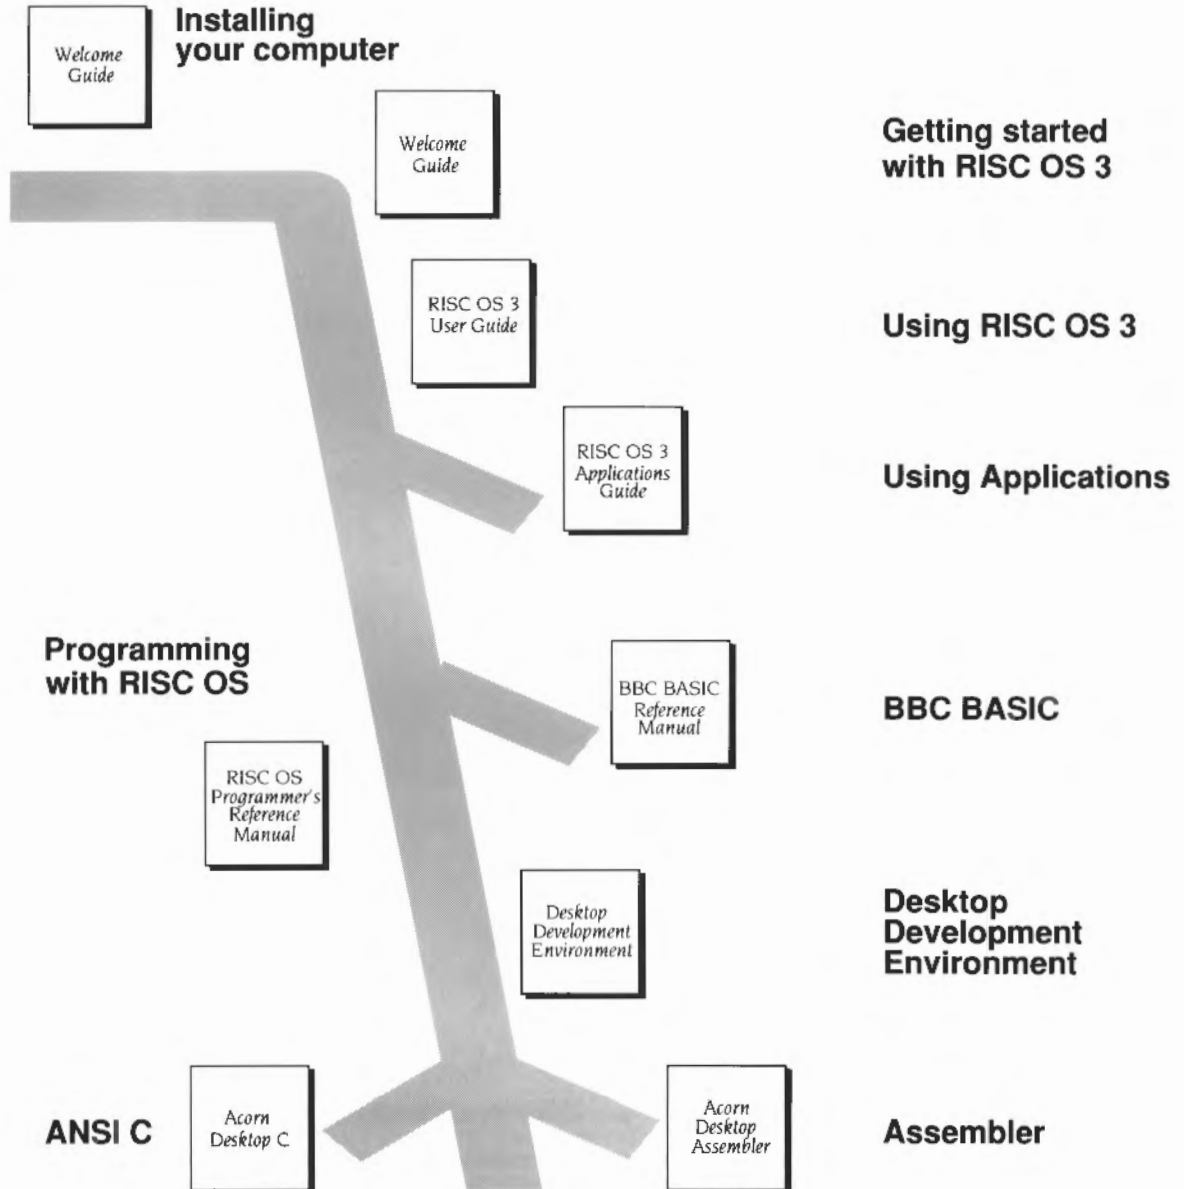 Installing
your computer
Welcome
Guide
Welcome
Guide
Getting started
with RISC OS 3
RISC OS 3
User Guide
Using RISC OS 3
RISC OS 3
Applications
Guide
Using Applications
Programming
with RISC OS
BBC BASIC
Reference
Manual
BBC BASIC
RISC OS
Programmer's
Reference
Manual
Desktop
Development
Environment
Desktop
Development
Environment
ANSI C
Acorn
Desktop C
Acorn
Desktop
Assembler
Assembler